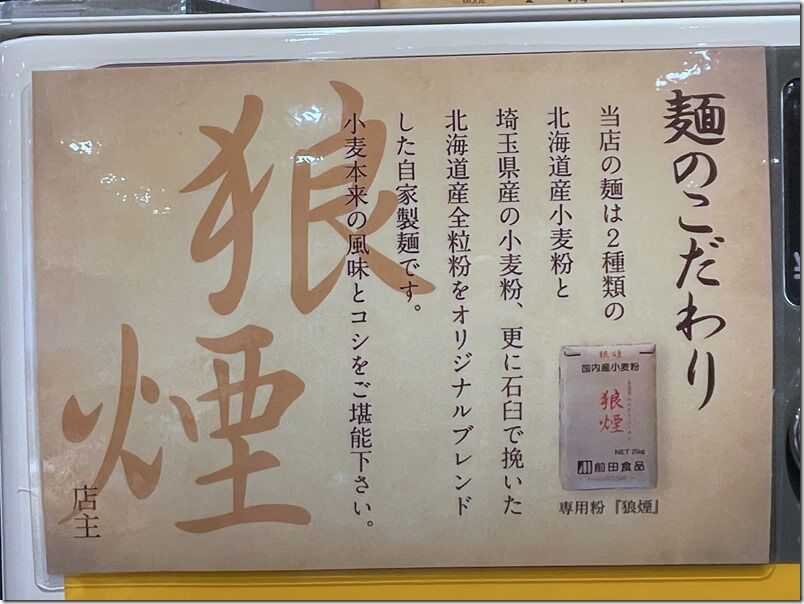 麺のこだわり
当店の麺は2種類の
北海道産小麦粉と
埼玉県産の小麦粉、更に石臼で挽いた
北海道産全粒粉をオリジナルブレンド
した自家製麺です。
小麦本来の風味とコシをご堪能下さい。
店主
狼煙
狼煙
国内産小麦粉
狼煙
NET 25kg
前田食品
専用粉『狼煙』